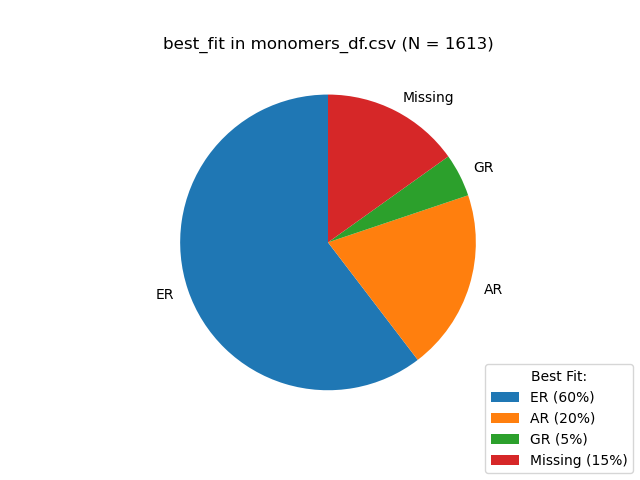 best_fit in monomers_df.csv (N = 1613)
Missing
GR
ER
AR
Best Fit:
ER (60%)
AR (20%)
GR (5%)
Missing (15%)